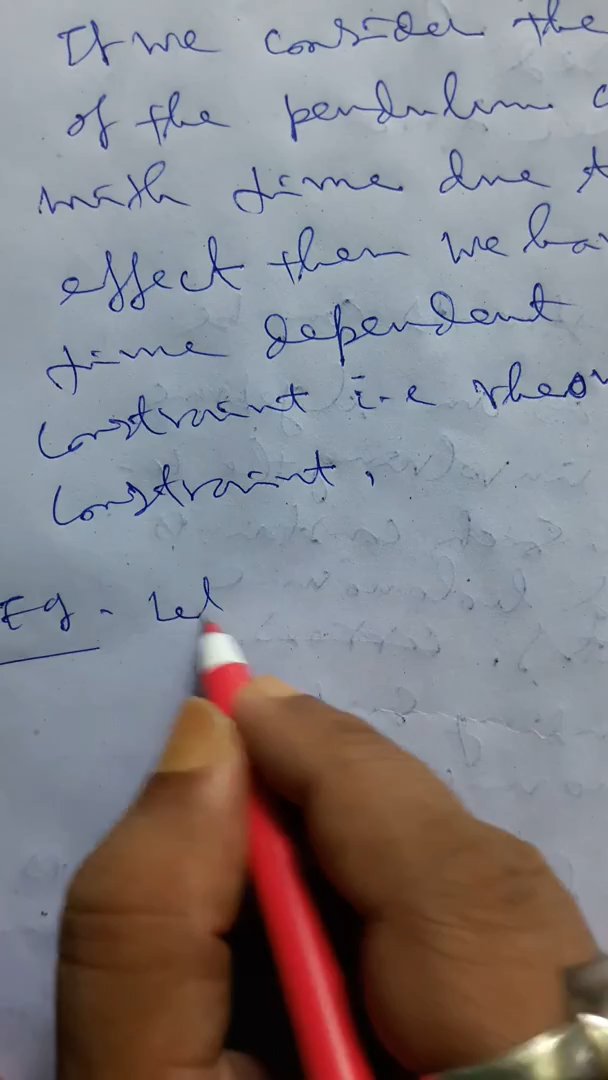 If we consider the
of the pendulum
with time due
effect then we
time dependent
constraint i.e
constraint.
Eg. Let